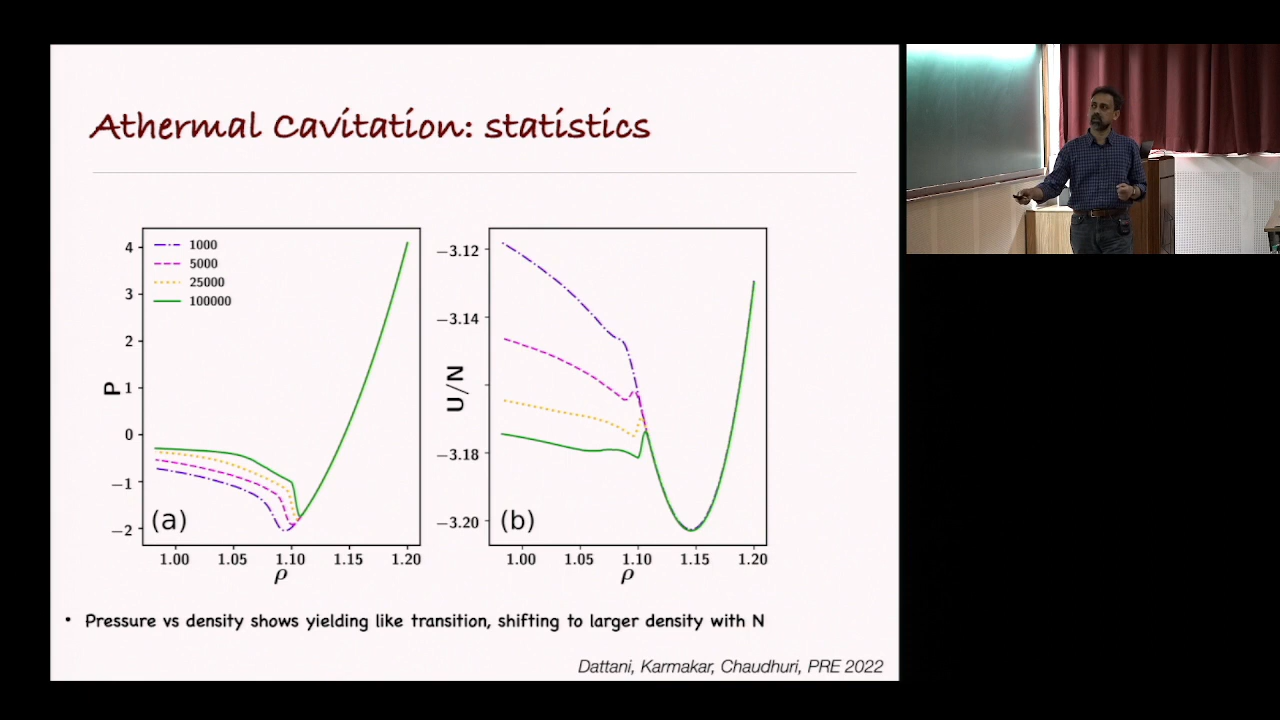 Athermal Cavitation: statistics
4
3
2
1
0
−1
−2
P
1000
5000
25000
100000
(a)
1.00 1.05 1.10 1.15 1.20
ρ
−3.12
−3.14
−3.18
−3.20
U/N
(b)
1.00 1.05 1.10 1.15 1.20
ρ
• Pressure vs density shows yielding like transition, shifting to larger density with N
Dattani, Karmakar, Chaudhuri, PRE 2022